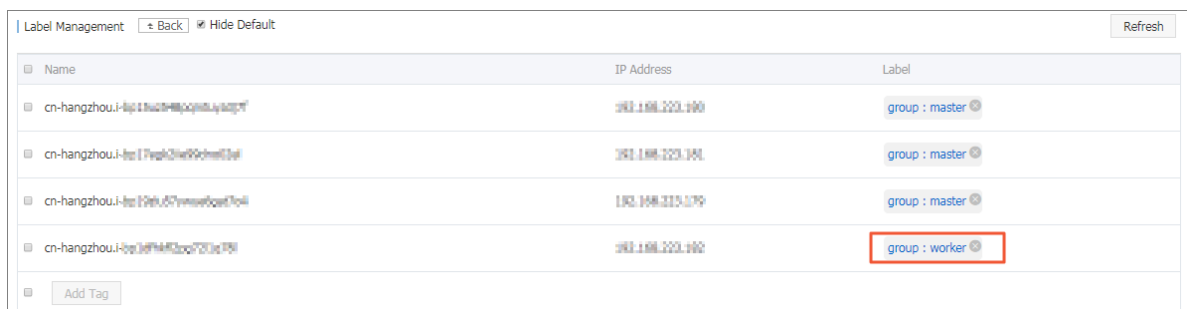 Label Management Back Hide Default Refresh
Name IP Address Label
cn-hangzhou.i- group : master
cn-hangzhou.i- group : master
cn-hangzhou.i- group : master
cn-hangzhou.i- group : worker
Add Tag